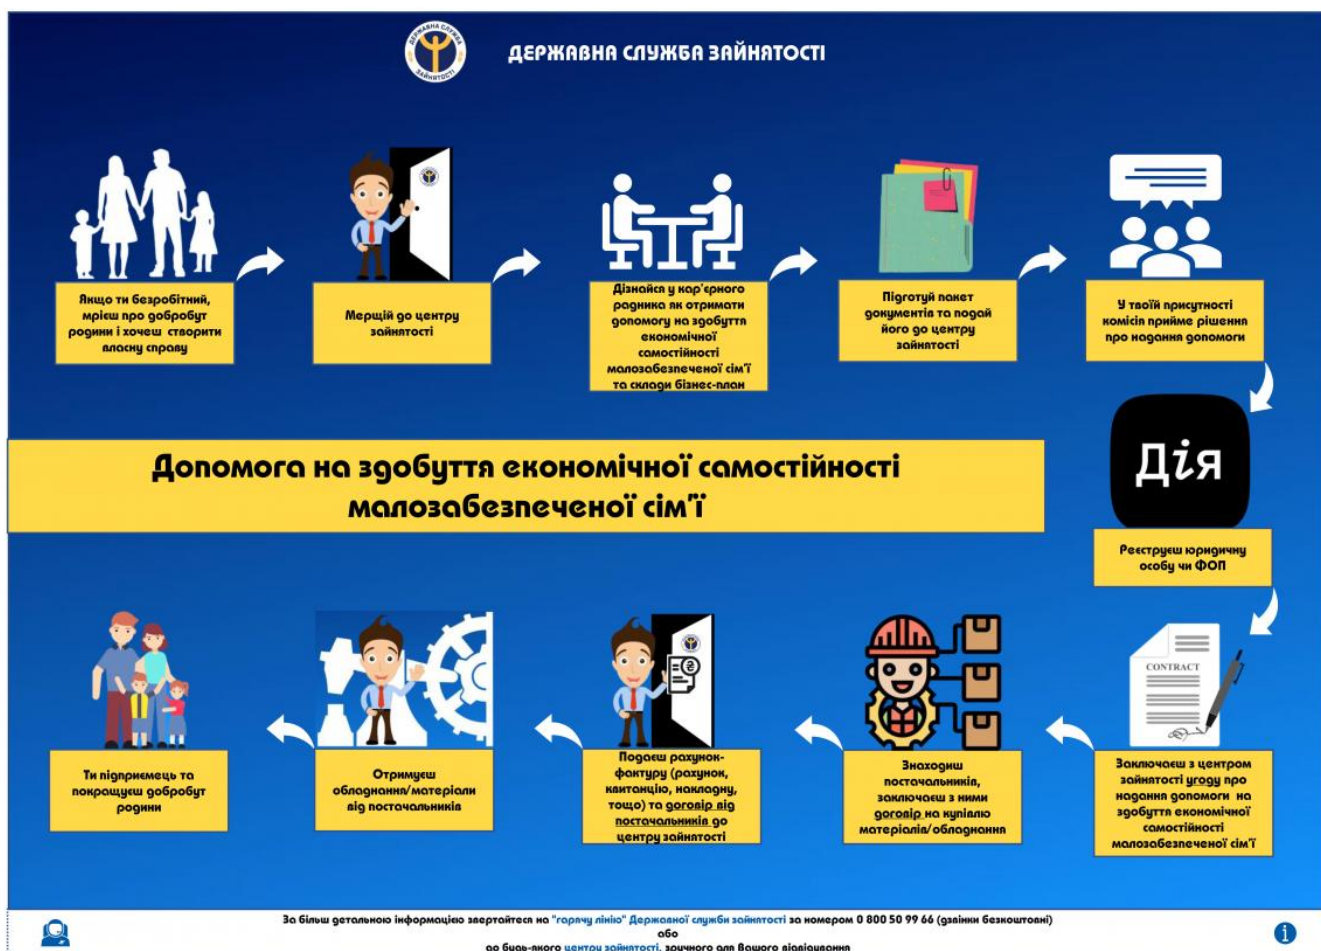 ДЕРЖАВНА СЛУЖБА ЗАЙНЯТОСТІ
ДЕРЖАВНА СЛУЖБА
ЗАЙНЯТОСТІ
Якщо ти безробітний,
мрієш про добробут
родини і хочеш створити
власну справу
Мерщій до центру
зайнятості
Дізнайся у кар'єрного
радника як отримати
допомогу на здобуття
економічної
самостійності
малозабезпеченої сім'ї
та склади бізнес-план
Підготуй пакет
документів та подай
його до центру
зайнятості
У твоїй присутності
комісія прийме рішення
про надання допомоги
Дія
Допомога на здобуття економічної самостійності
малозабезпеченої сім'ї
Реєструєш юридичну
особу чи ФОП
CONTRACT
Заключаєш з центром
зайнятості угоду про
надання допомоги на
здобуття економічної
самостійності
малозабезпеченої сім'ї
Знаходиш
постачальників,
заключаєш з ними
договір на купівлю
матеріалів/обладнання
Подаєш рахунок-
фактуру (рахунок,
квитанцію, накладну,
тощо) та договір від
постачальників до
центру зайнятості
Отримуєш
обладнання/матеріали
від постачальників
Ти підприємець та
покращуєш добробут
родини
За більш детальною інформацією звертайтеся на "гарячу лінію" Державної служби зайнятості за номером 0 800 50 99 66 (дзвінки безкоштовні)
або
до будь-якого центру зайнятості, зручного для Вашого відвідування